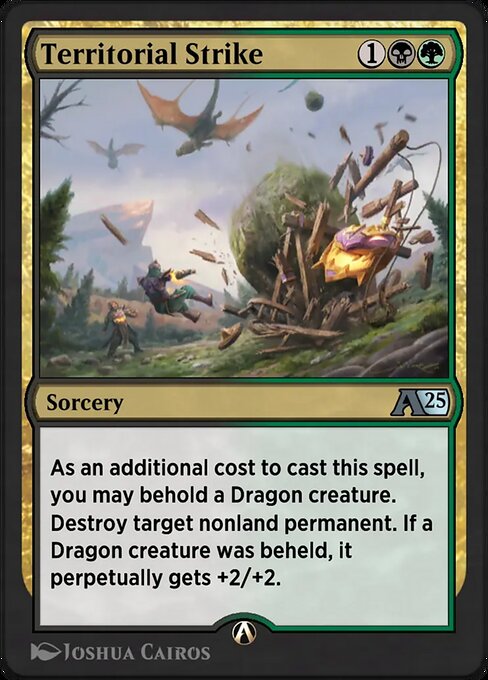 Territorial Strike 1
Sorcery A25
As an additional cost to cast this spell,
you may behold a Dragon creature.
Destroy target nonland permanent. If a
Dragon creature was beheld, it
perpetually gets +2/+2.
Joshua Cairos